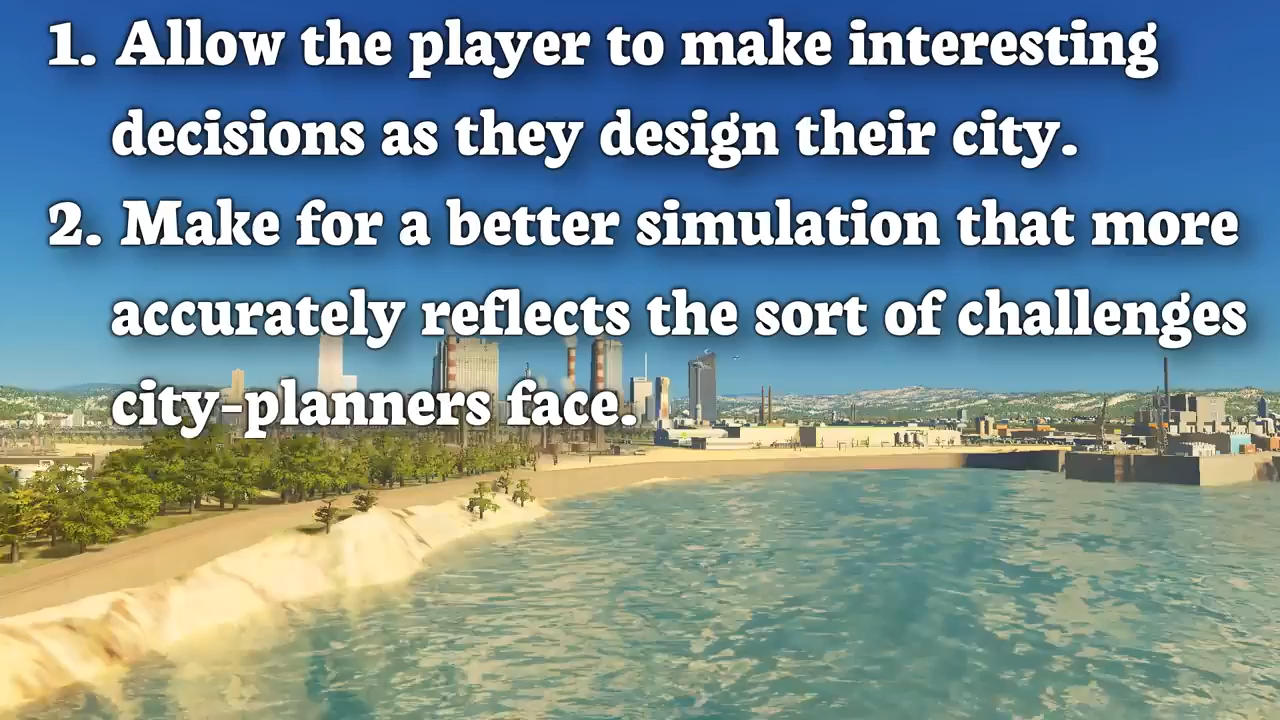 1. Allow the player to make interesting
decisions as they design their city.
2. Make for a better simulation that more
accurately reflects the sort of challenges
city-planners face.